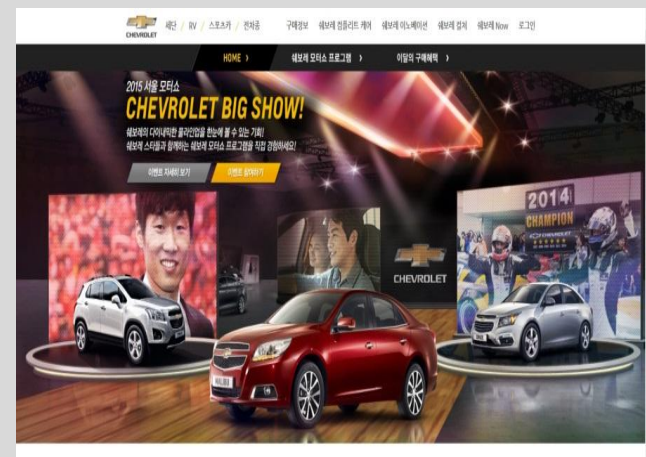 CHEVROLET
세단 / RV / 스포츠카 / 전차종
구매정보 쉐보레 컴플리트 케어 쉐보레 이노베이션 쉐보레 컬처 쉐보레 Now 로그인
HOME 〉 쉐보레 모터쇼 프로그램 〉 이달의 구매혜택 〉
2015 서울 모터쇼
CHEVROLET BIG SHOW!
쉐보레의 다이내믹한 풀라인업을 한눈에 볼 수 있는 기회!
쉐보레 스타들과 함께하는 쉐보레 모터쇼 프로그램을 직접 경험하세요!
이벤트 자세히 보기
이벤트 참여하기
2014
CHAMPION
CHEVROLET
CHEVROLET
MALIBU